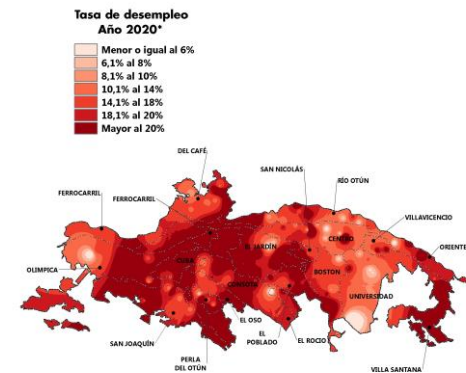 Tasa de desempleo
Año 2020*
Menor o igual al 6%
6,1% al 8%
8,1% al 10%
10,1% al 14%
14,1% al 18%
18,1% al 20%
Mayor al 20%
DEL CAFÉ
SAN NICOLÁS
RÍO OTÚN
FERROCARRIL
FERROCARRIL
VILLAVICENCIO
ORIENTE
EL JARDÍN
CENTRO
CUBA
OLIMPICA
CONSOTA
BOSTON
UNIVERSIDAD
SAN JOAQUÍN
EL OSO
EL
POBLADO
EL ROCIO
PERLA
DEL OTÚN
VILLA SANTANA